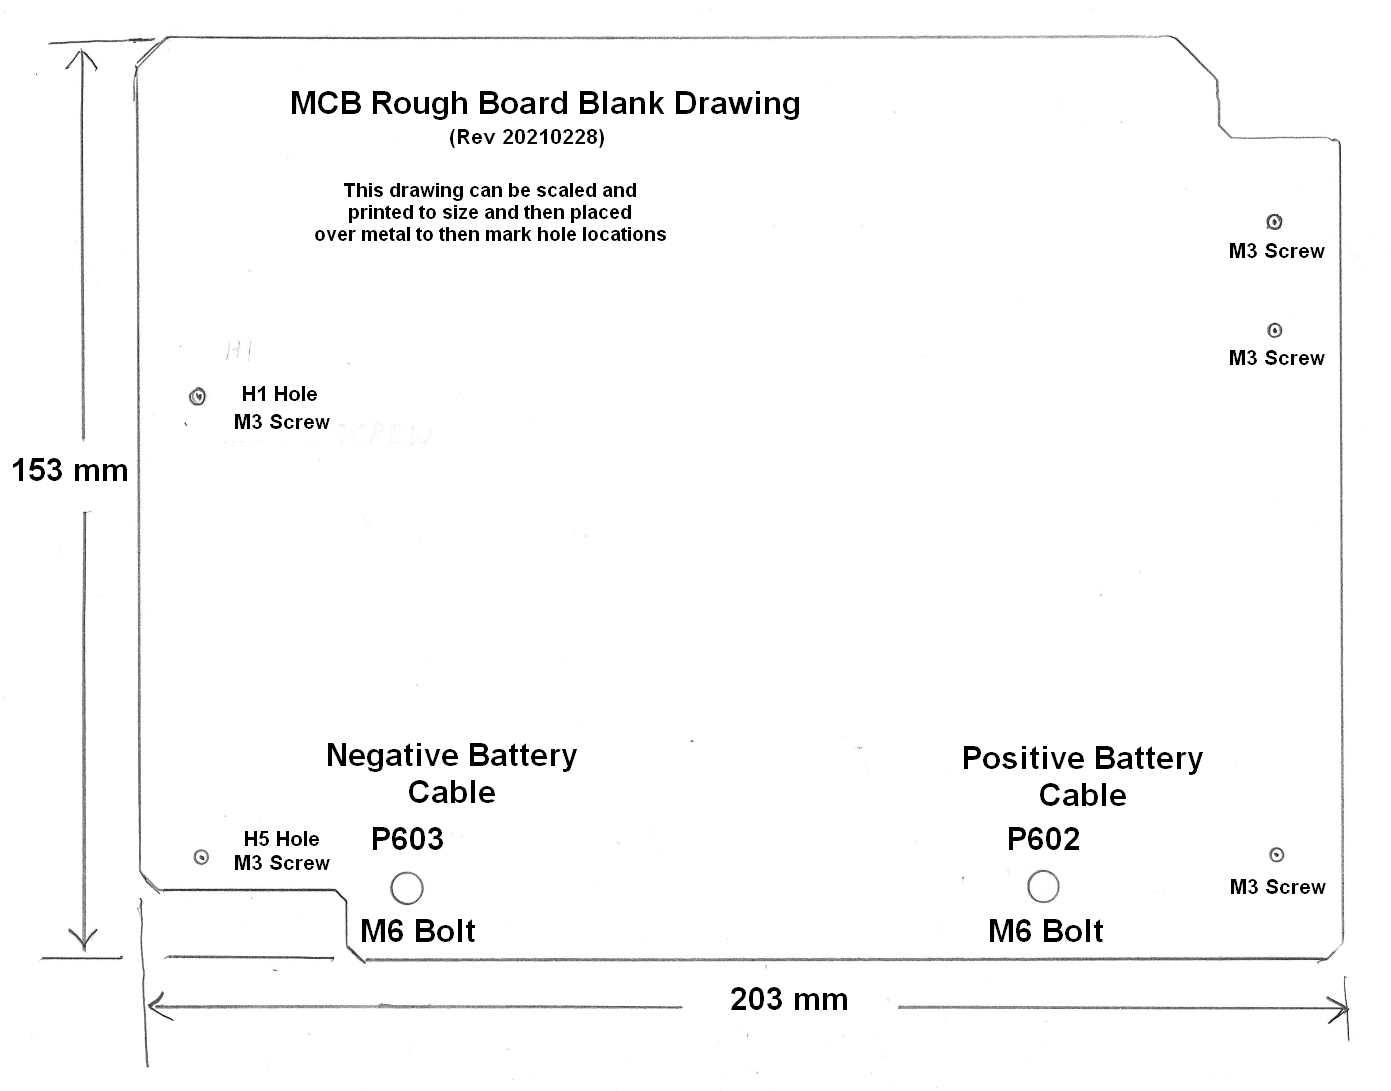 MCB Rough Board Blank Drawing
(Rev 20210228)
This drawing can be scaled and
printed to size and then placed
over metal to then mark hole locations
M3 Screw
M3 Screw
H1
H1 Hole
M3 Screw
SCREW
153 mm
Negative Battery
Cable
Positive Battery
Cable
H5 Hole
M3 Screw
P603
P602
M3 Screw
M6 Bolt
M6 Bolt
203 mm